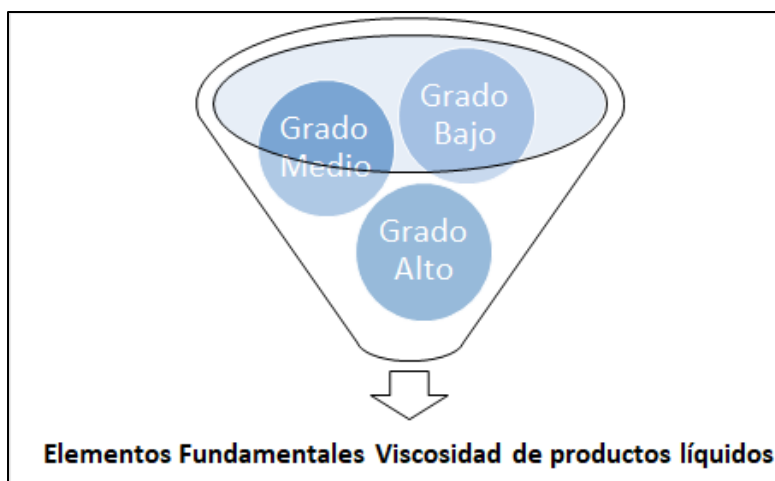 Grado
Bajo
Grado
Medio
Grado
Alto
Elementos Fundamentales Viscosidad de productos líquidos